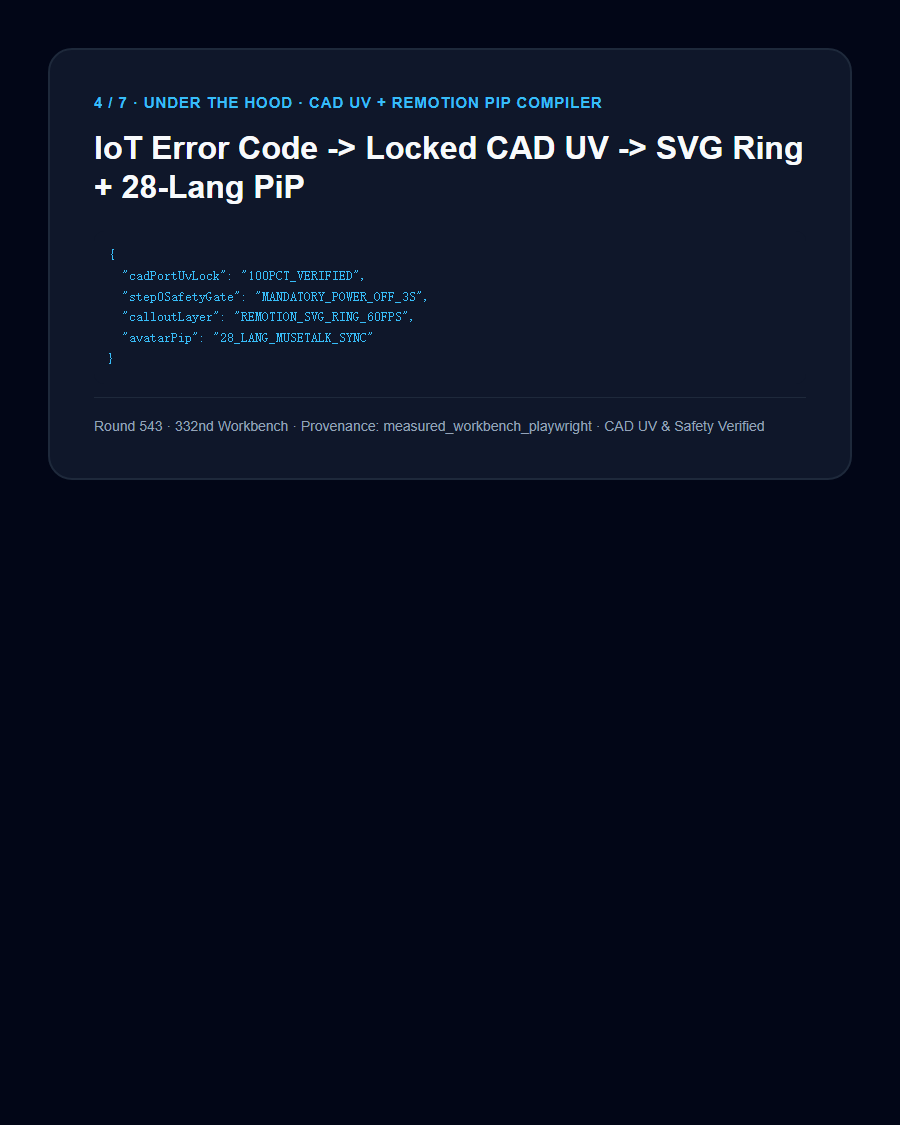 4 / 7 · UNDER THE HOOD · CAD UV + REMOTION PIP COMPILER
IoT Error Code -> Locked CAD UV -> SVG Ring
+ 28-Lang PiP
{
"cadPortUvLock": "100PCT_VERIFIED",
"step0SafetyGate": "MANDATORY_POWER_OFF_3S",
"calloutLayer": "REMOTION_SVG_RING_60FPS",
"avatarPip": "28_LANG_MUSETALK_SYNC"
}
Round 543 · 332nd Workbench · Provenance: measured_workbench_playwright · CAD UV & Safety Verified